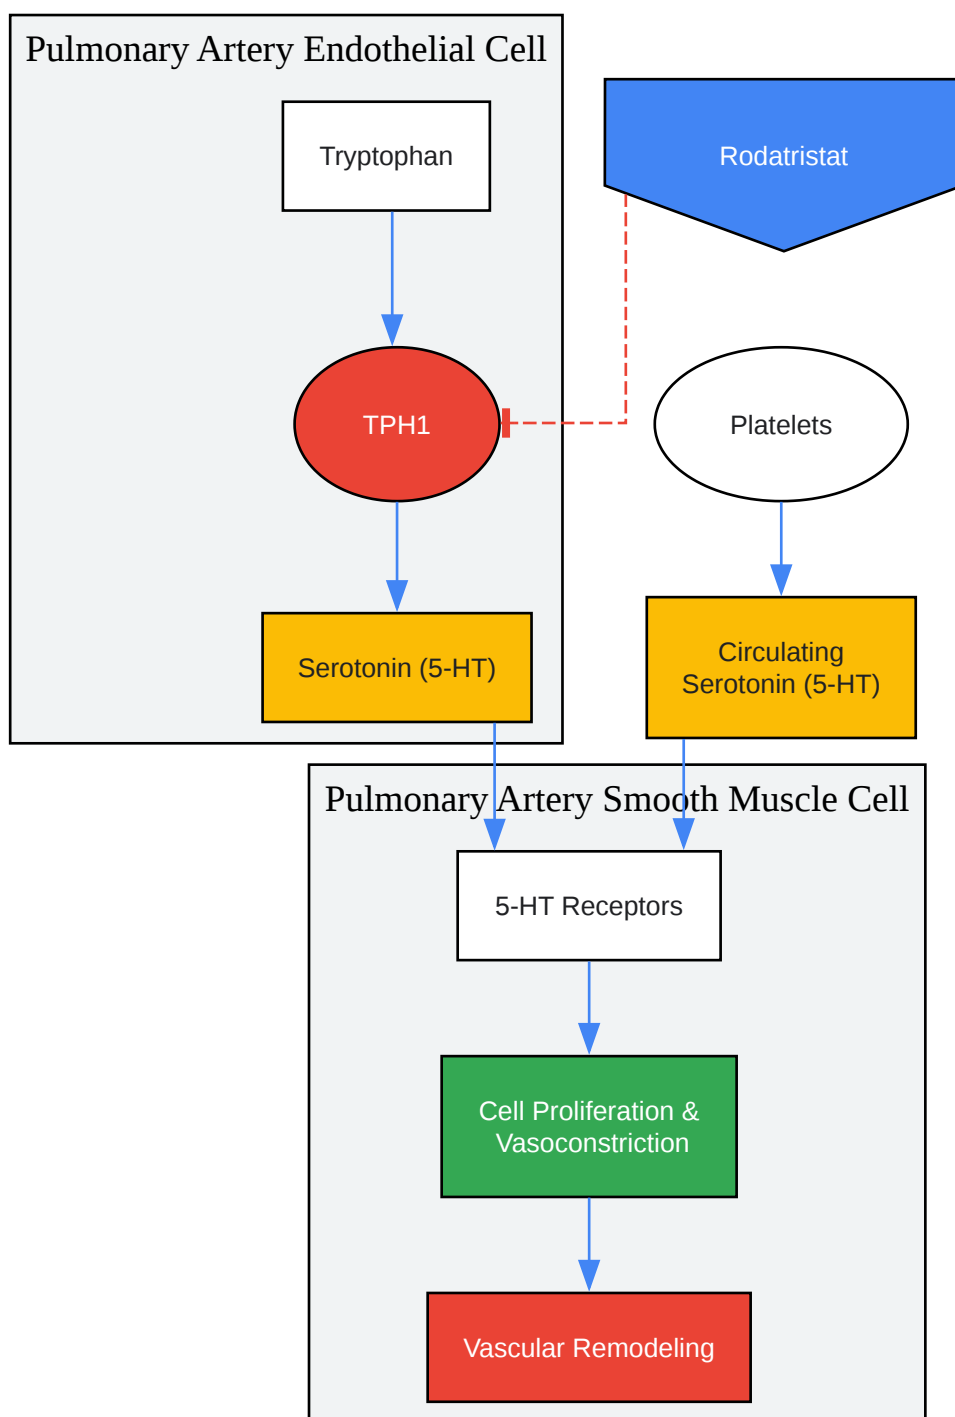 Pulmonary Artery Endothelial Cell
Tryptophan
Rodatristat
TPH1
Platelets
Serotonin (5-HT)
Circulating
Serotonin (5-HT)
Pulmonary Artery Smooth Muscle Cell
5-HT Receptors
Cell Proliferation &
Vasoconstriction
Vascular Remodeling